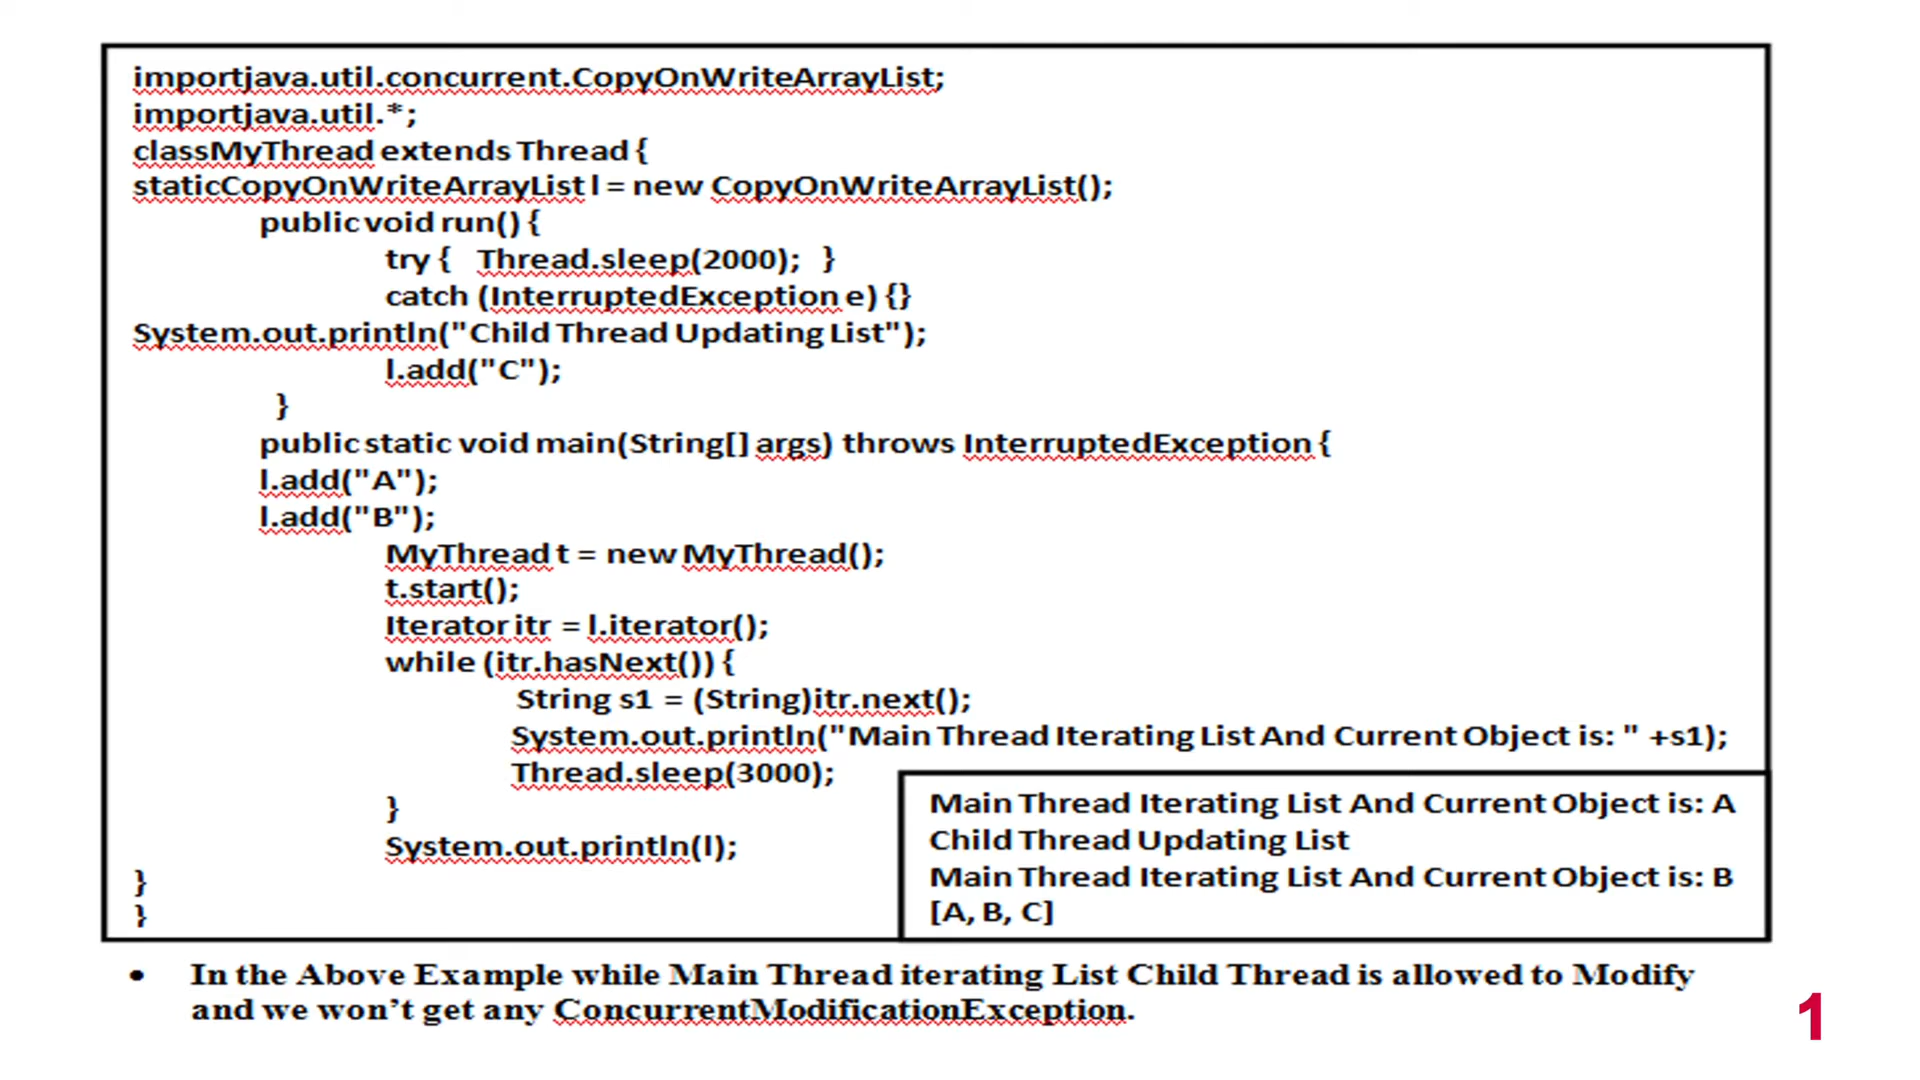 importjava.util.concurrent.CopyOnWriteArrayList;
importjava.util.*;
classMyThread extends Thread {
staticCopyOnWriteArrayList l = new CopyOnWriteArrayList();
public void run() {
try { Thread.sleep(2000); }
catch (InterruptedException e) {}
System.out.println("Child Thread Updating List");
l.add("C");
}
public static void main(String[] args) throws InterruptedException {
l.add("A");
l.add("B");
MyThread t = new MyThread();
t.start();
Iterator itr = l.iterator();
while (itr.hasNext()) {
String s1 = (String)itr.next();
System.out.println("Main Thread Iterating List And Current Object is: " +s1);
Thread.sleep(3000);
}
System.out.println(l);
}
}
Main Thread Iterating List And Current Object is: A
Child Thread Updating List
Main Thread Iterating List And Current Object is: B
[A, B, C]
• In the Above Example while Main Thread iterating List Child Thread is allowed to Modify
and we won't get any ConcurrentModificationException.
1